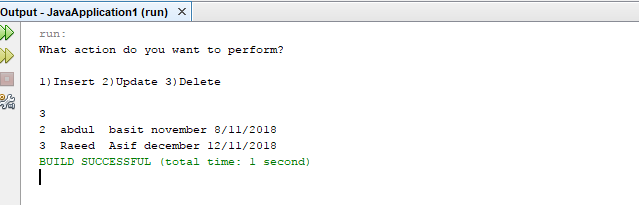 Output - JavaApplication1 (run) ×
run:
What action do you want to perform?
1)Insert 2)Update 3)Delete
3
2  abdul  basit november 8/11/2018
3  Raeed  Asif december 12/11/2018
BUILD SUCCESSFUL (total time: 1 second)